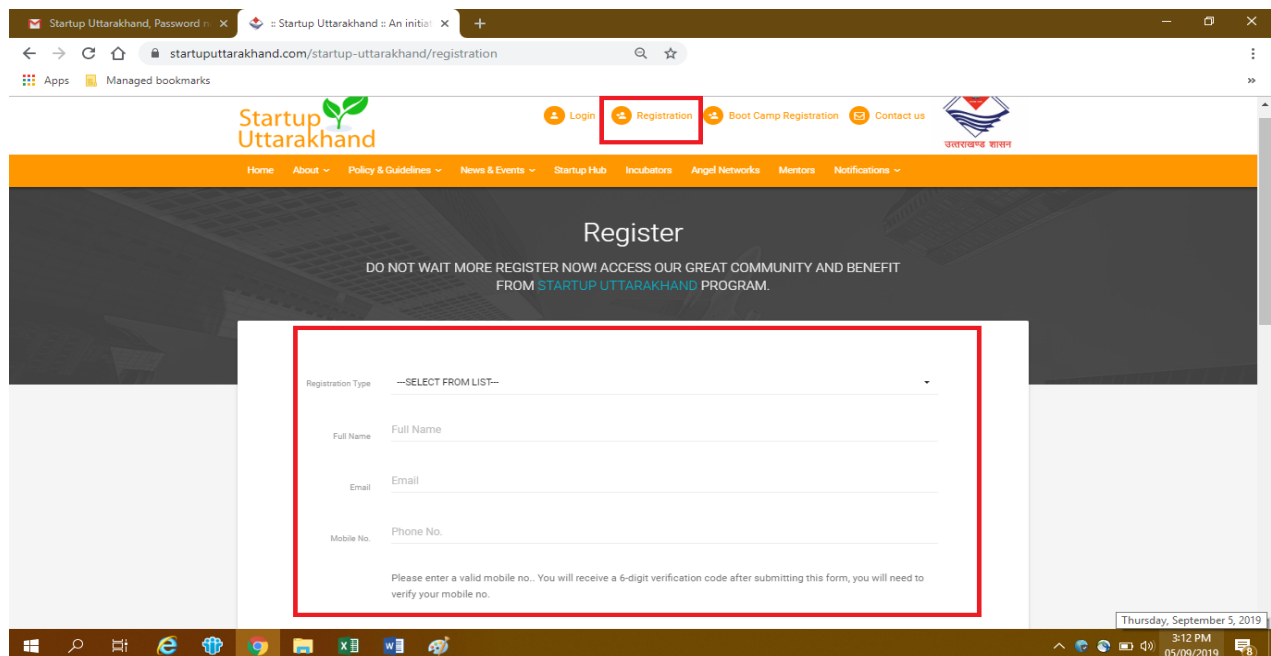 Startup Uttarakhand, Password n
:: Startup Uttarakhand :: An initiat
startuputtarakhand.com/startup-uttarakhand/registration
Apps Managed bookmarks
Startup
Uttarakhand
Login Registration Boot Camp Registration Contact us
उत्तराखण्ड शासन
Home About Policy & Guidelines News & Events Startup Hub Incubators Angel Networks Mentors Notifications
Register
DO NOT WAIT MORE REGISTER NOW! ACCESS OUR GREAT COMMUNITY AND BENEFIT
FROM STARTUP UTTARAKHAND PROGRAM.
Registration Type ---SELECT FROM LIST---
Full Name Full Name
Email Email
Mobile No. Phone No.
Please enter a valid mobile no.. You will receive a 6-digit verification code after submitting this form, you will need to
verify your mobile no.
Thursday, September 5, 2019
3:12 PM
05/09/2019